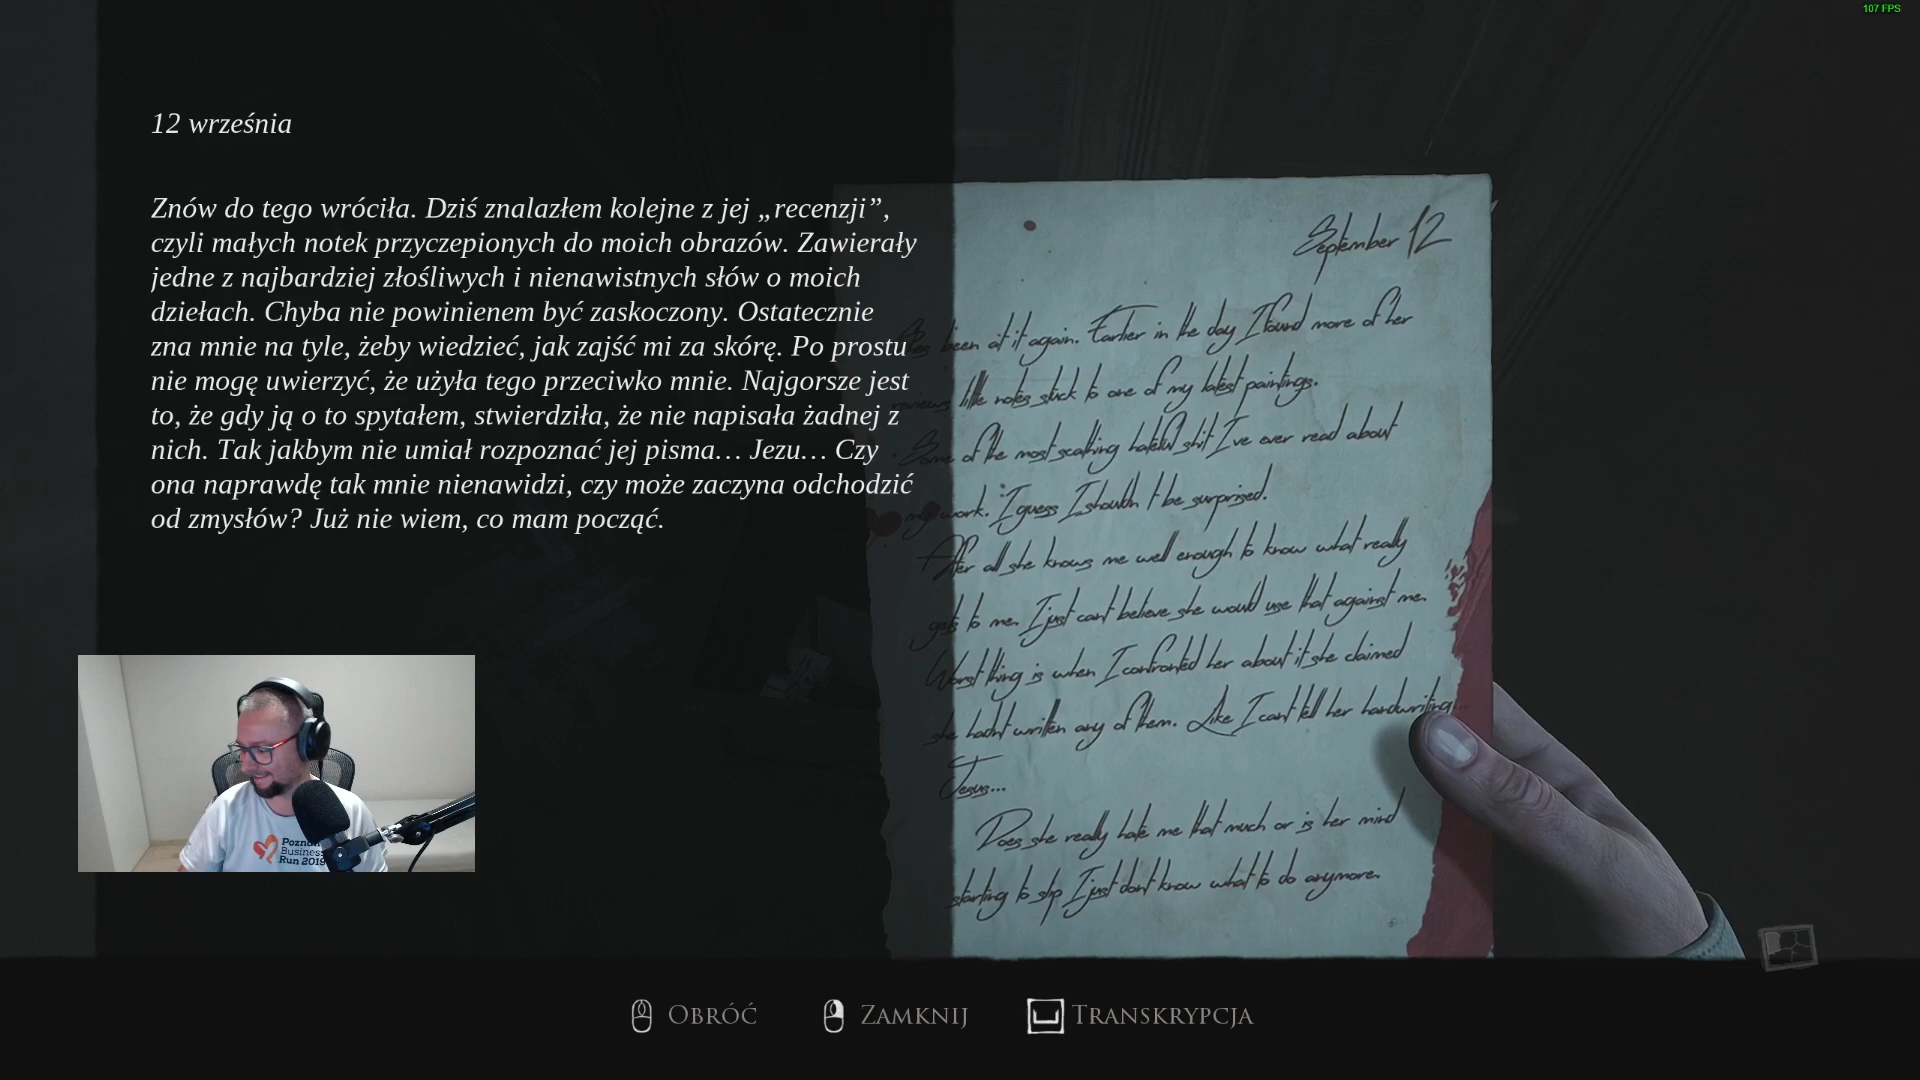 107 FPS
12 września
Znów do tego wróciła. Dziś znalazłem kolejne z jej „recenzji”,
czyli małych notek przyczepionych do moich obrazów. Zawierały
jedne z najbardziej złośliwych i nienawistnych słów o moich
dziełach. Chyba nie powinienem być zaskoczony. Ostatecznie
zna mnie na tyle, żeby wiedzieć, jak zajść mi za skórę. Po prostu
nie mogę uwierzyć, że użyła tego przeciwko mnie. Najgorsze jest
to, że gdy ją o to spytałem, stwierdziła, że nie napisała żadnej z
nich. Tak jakbym nie umiał rozpoznać jej pisma… Jezu… Czy
ona naprawdę tak mnie nienawidzi, czy może zaczyna odchodzić
od zmysłów? Już nie wiem, co mam począć.
September 12
been at it again. Earlier in the day I found more of her
reviews little notes stuck to one of my latest paintings.
Some of the most scathing hateful shit I've ever read about
my work. I guess I shouldn't be surprised.
After all she knows me well enough to know what really
gets to me. I just cant believe she would use that against me.
Worst thing is when I confronted her about it she claimed
she hadnt written any of them. Like I cant tell her handwriting...
Jesus...
Does she really hate me that much or is her mind
starting to slip I just dont know what to do anymore.
Poznań
Business
Run 2019
Obróć
Zamknij
Transkrypcja